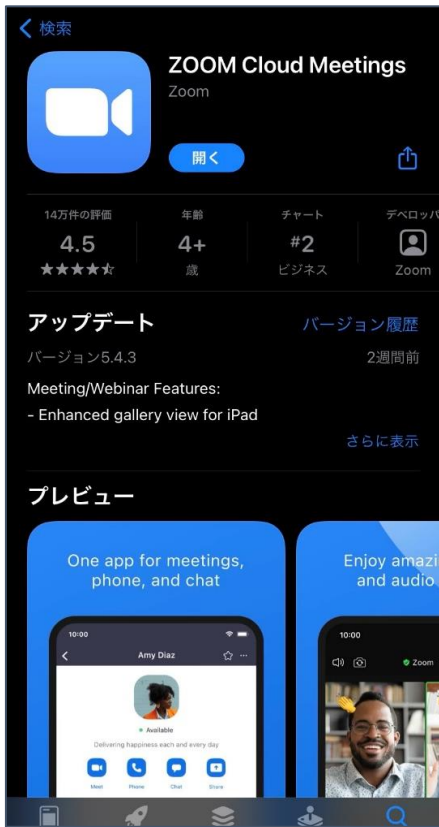 検索
ZOOM Cloud Meetings
Zoom
開く
14万件の評価
年齢
チャート
デベロッパ
4.5
4+
#2
歳
ビジネス
Zoom
アップデート
バージョン履歴
バージョン5.4.3
2週間前
Meeting/Webinar Features:
- Enhanced gallery view for iPad
さらに表示
プレビュー
One app for meetings,
phone, and chat
Enjoy amazi
and audio
10:00
Amy Diaz
Available
Delivering happiness each and every day
Meet
Phone
Chat
Share
10:00
Zoom